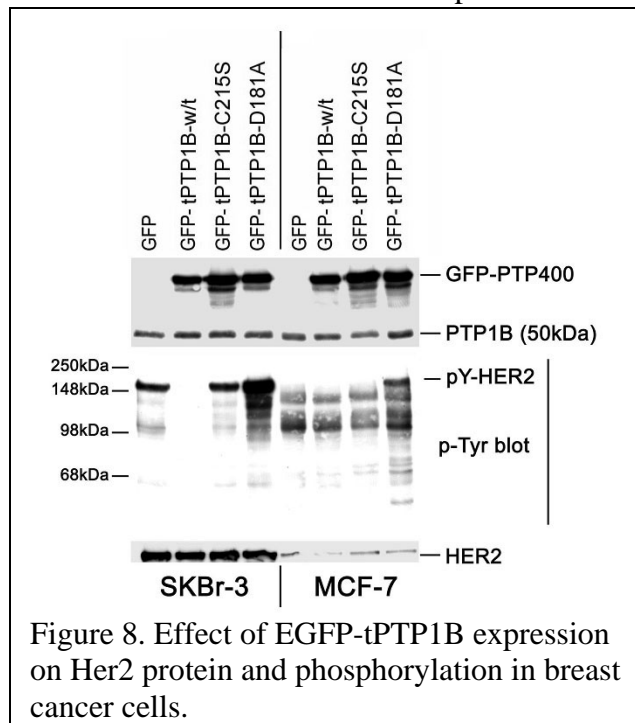 GFP
GFP-tPTP1B-w/t
GFP-tPTP1B-C215S
GFP-tPTP1B-D181A
GFP
GFP-tPTP1B-w/t
GFP-tPTP1B-C215S
GFP-tPTP1B-D181A
GFP-PTP400
PTP1B (50kDa)
250kDa
pY-HER2
148kDa
98kDa
p-Tyr blot
68kDa
HER2
SKBr-3 MCF-7
Figure 8. Effect of EGFP-tPTP1B expression
on Her2 protein and phosphorylation in breast
cancer cells.